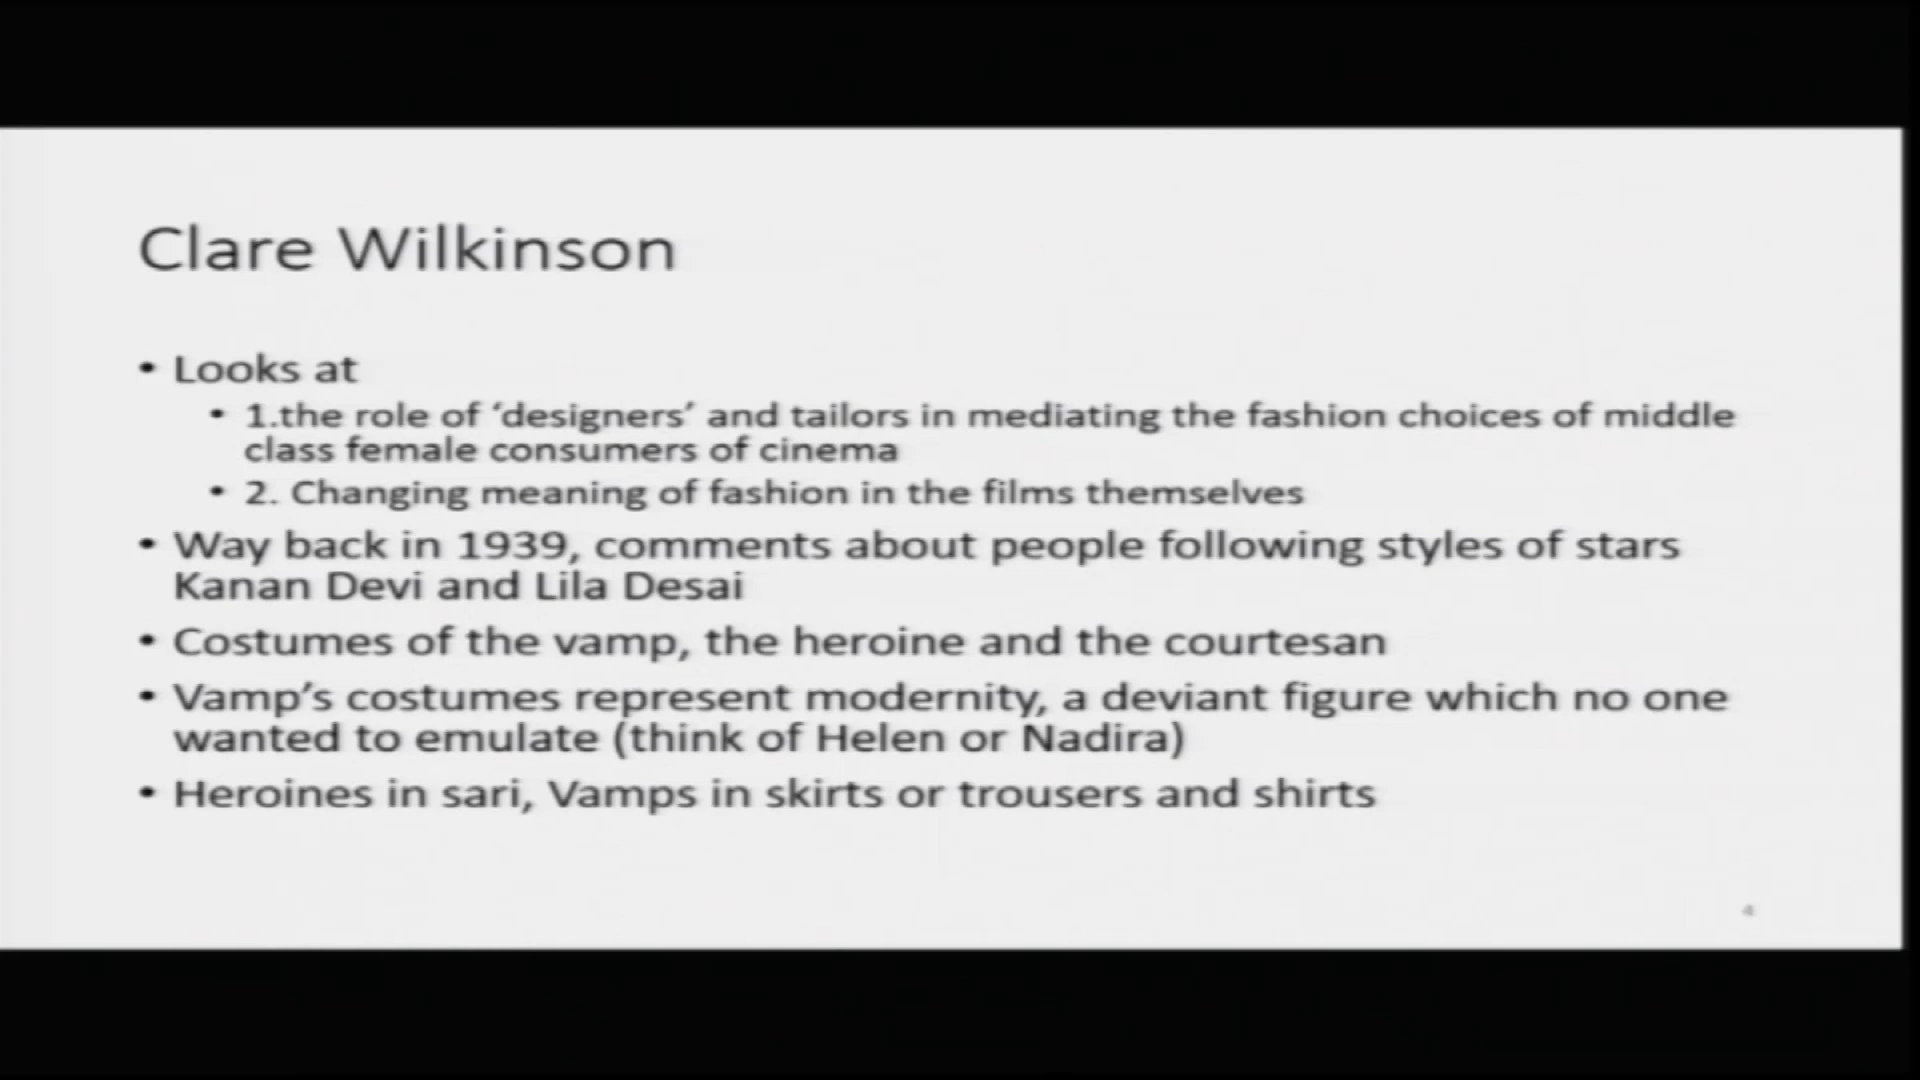 Clare Wilkinson
• Looks at
• 1.the role of ‘designers’ and tailors in mediating the fashion choices of middle
class female consumers of cinema
• 2. Changing meaning of fashion in the films themselves
• Way back in 1939, comments about people following styles of stars
Kanan Devi and Lila Desai
• Costumes of the vamp, the heroine and the courtesan
• Vamp’s costumes represent modernity, a deviant figure which no one
wanted to emulate (think of Helen or Nadira)
• Heroines in sari, Vamps in skirts or trousers and shirts
4